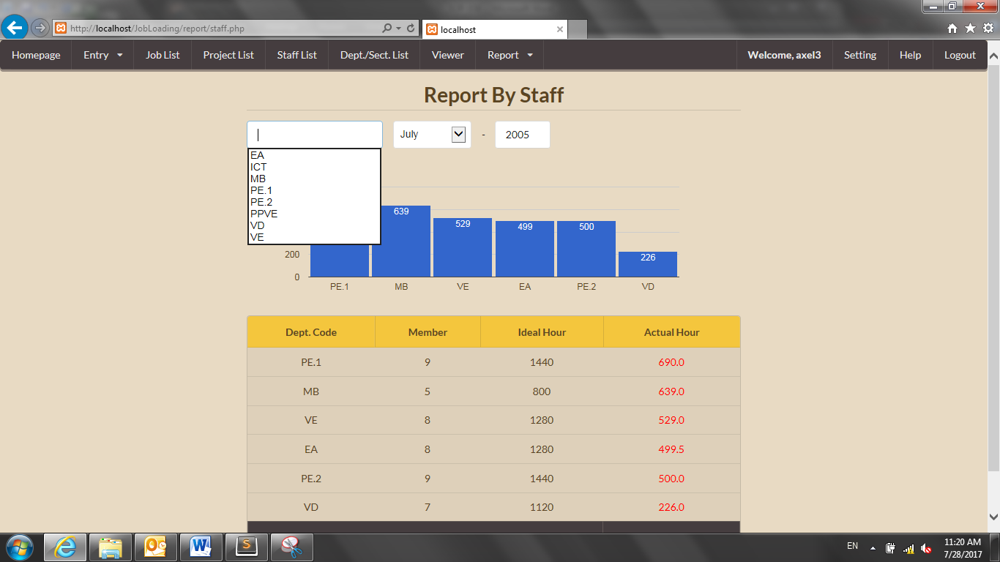 http://localhost/JobLoading/report/staff.php
localhost
Homepage Entry Job List Project List Staff List Dept./Sect. List Viewer Report Welcome, axel3 Setting Help Logout
Report By Staff
July - 2005
EA
ICT
MB
PE.1
PE.2
PPVE
VD
VE
639 529 499 500 226
200
0
PE.1 MB VE EA PE.2 VD
Dept. Code Member Ideal Hour Actual Hour
PE.1 9 1440 690.0
MB 5 800 639.0
VE 8 1280 529.0
EA 8 1280 499.5
PE.2 9 1440 500.0
VD 7 1120 226.0
EN
11:20 AM
7/28/2017